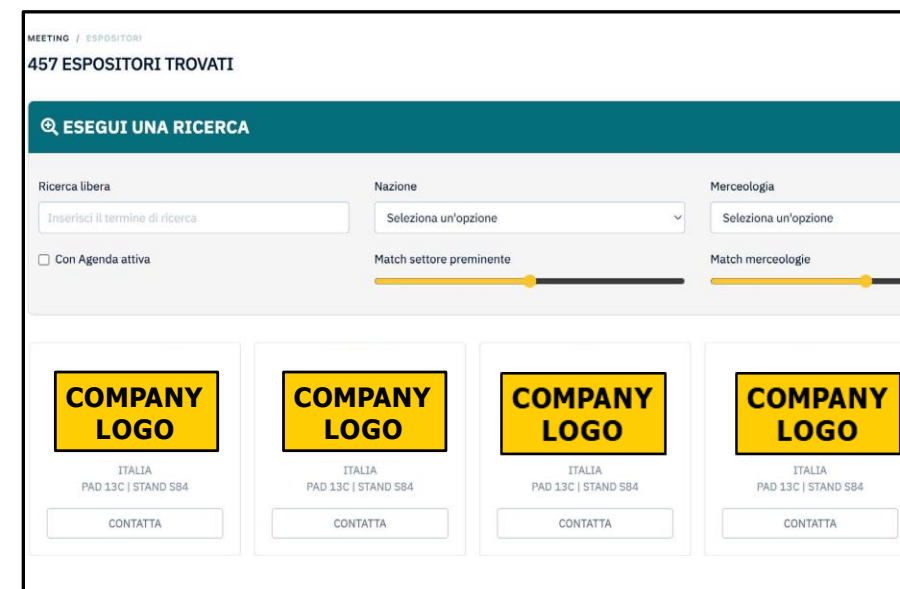 MEETING / ESPOSITORI
457 ESPOSITORI TROVATI
ESEGUI UNA RICERCA
Ricerca libera
Nazione
Merceologia
Inserisci il termine di ricerca
Seleziona un'opzione
Seleziona un'opzione
Con Agenda attiva
Match settore preminente
Match merceologie
COMPANY
LOGO
ITALIA
PAD 13C | STAND S84
CONTATTA
COMPANY
LOGO
ITALIA
PAD 13C | STAND S84
CONTATTA
COMPANY
LOGO
ITALIA
PAD 13C | STAND S84
CONTATTA
COMPANY
LOGO
ITALIA
PAD 13C | STAND S84
CONTATTA